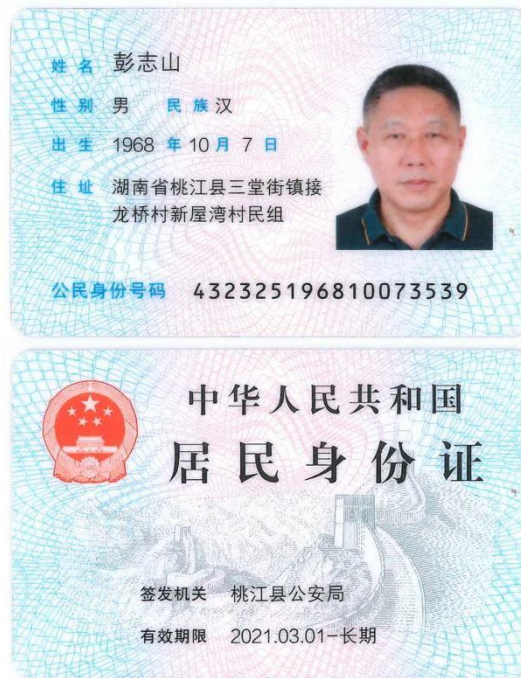 姓名 彭志山
性别 男 民族 汉
出生 1968 年 10 月 7 日
住址 湖南省桃江县三堂街镇接
龙桥村新屋湾村民组
公民身份号码 432325196810073539
中华人民共和国
居民身份证
签发机关 桃江县公安局
有效期限 2021.03.01-长期